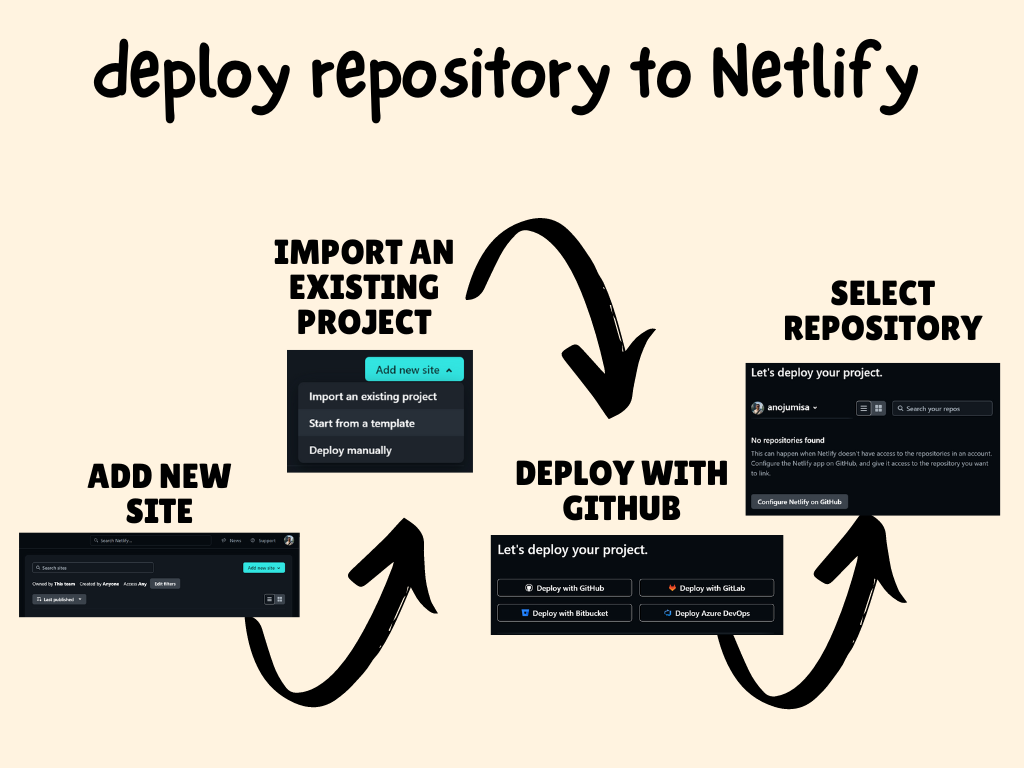 deploy repository to Netlify
ADD NEW
SITE
Search Netlify...
News
Support
Search sites
Add new site
Owned by This team Created by Anyone Access Any Edit filters
Last published
IMPORT AN
EXISTING
PROJECT
Add new site
Import an existing project
Start from a template
Deploy manually
DEPLOY WITH
GITHUB
Let's deploy your project.
Deploy with GitHub
Deploy with GitLab
Deploy with Bitbucket
Deploy Azure DevOps
SELECT
REPOSITORY
Let's deploy your project.
anojumisa
Search your repos
No repositories found
This can happen when Netlify doesn't have access to the repositories in an account.
Configure the Netlify app on GitHub, and give it access to the repository you want
to link.
Configure Netlify on GitHub